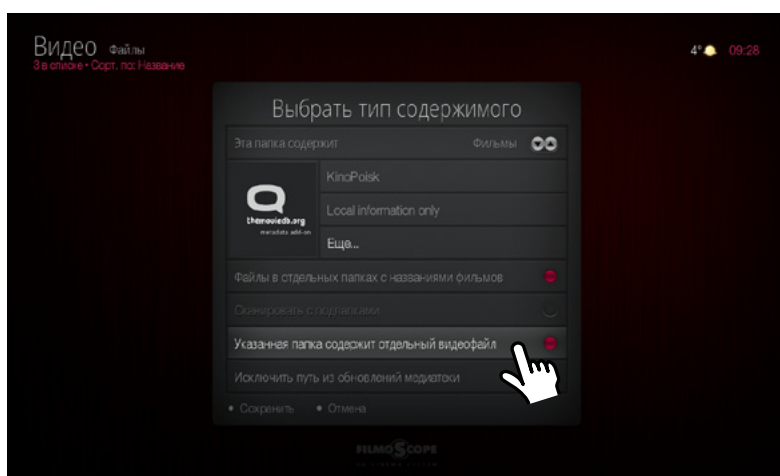 Видео Файлы
3 в списке • Сорт. по: Название
4° 09:28
Выбрать тип содержимого
Эта папка содержит Фильмы
KinoPoisk
themoviedb.org
metadata add-on
Local information only
Еще...
Файлы в отдельных папках с названиями фильмов
Сканировать с подпапками
Указанная папка содержит отдельный видеофайл
Исключить путь из обновлений медиатеки
• Сохранить • Отмена
FILMOSCOPE